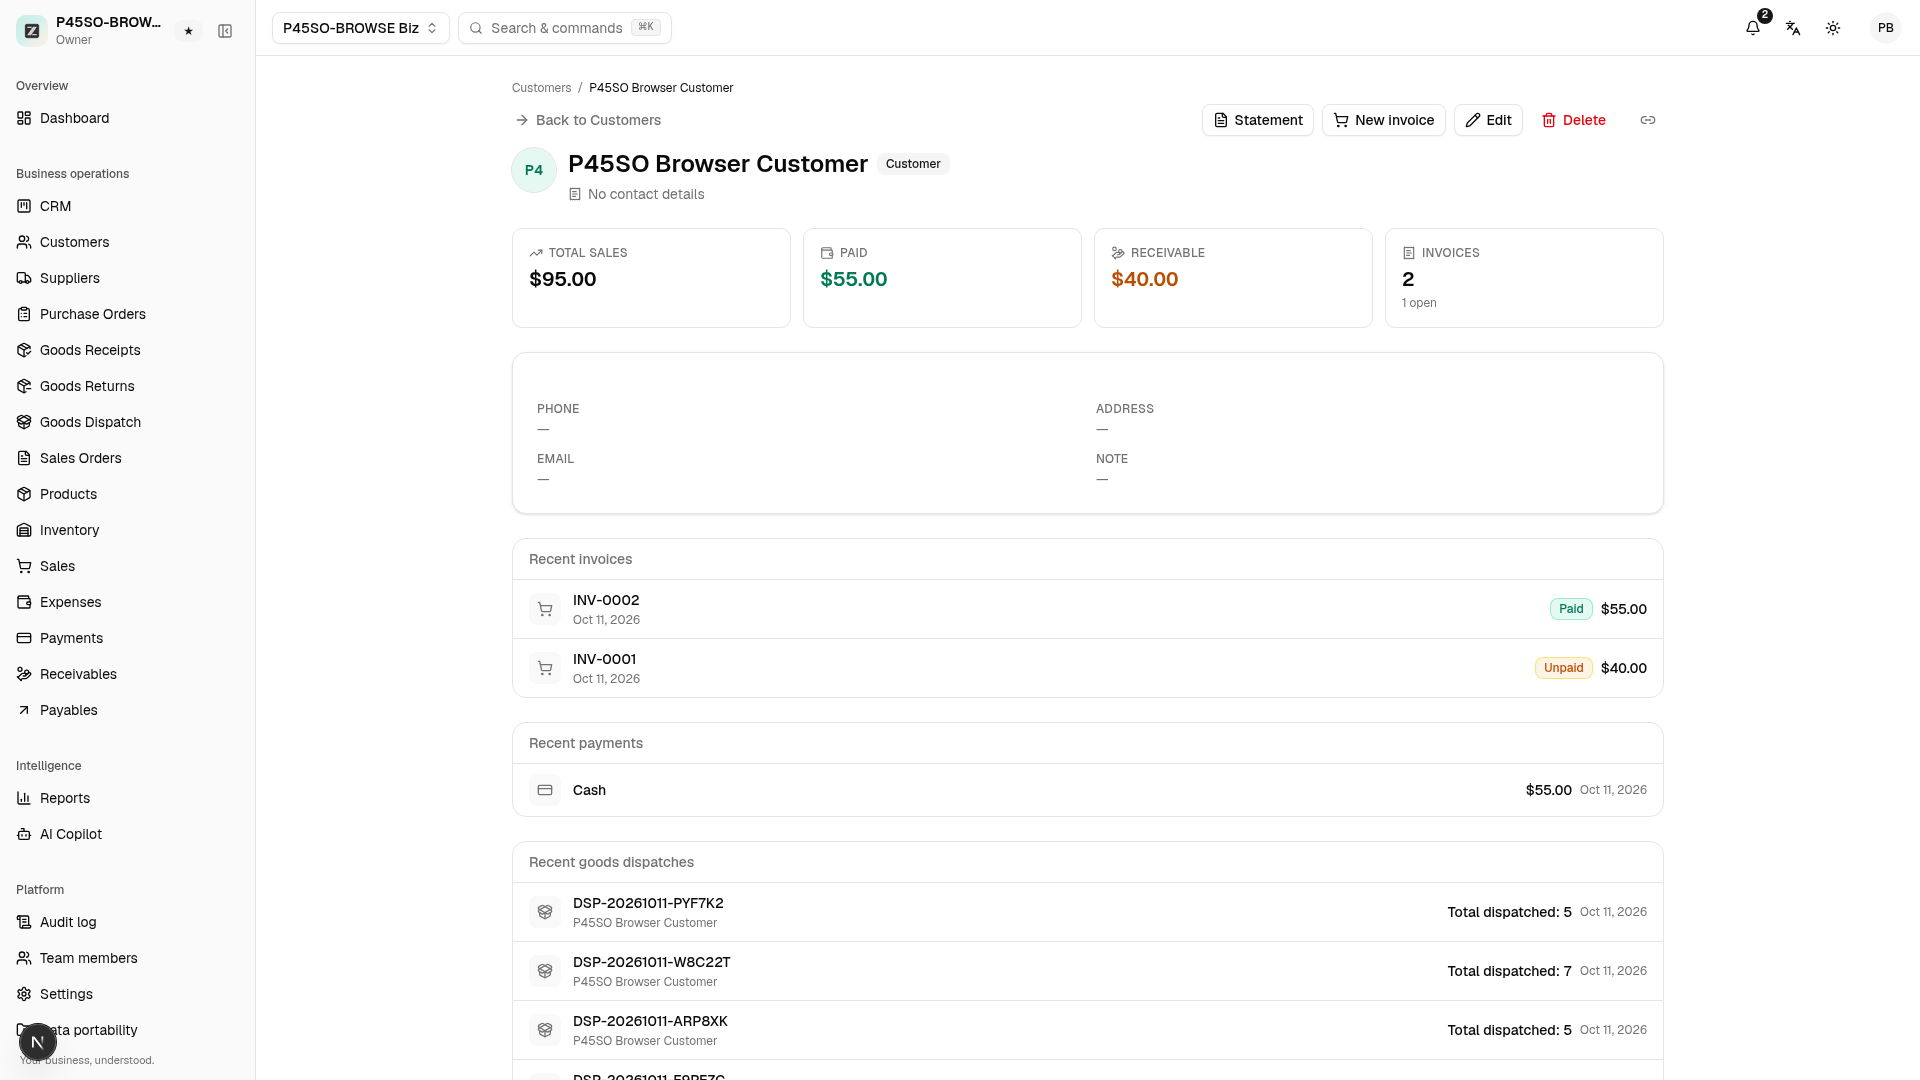 P45SO-BROW...
Owner
★
P45SO-BROWSE Biz
Search & commands ⌘K
2
PB
Overview
Dashboard
Business operations
CRM
Customers
Suppliers
Purchase Orders
Goods Receipts
Goods Returns
Goods Dispatch
Sales Orders
Products
Inventory
Sales
Expenses
Payments
Receivables
Payables
Intelligence
Reports
AI Copilot
Platform
Audit log
Team members
Settings
ata portability
N
Your business, understood.
Customers / P45SO Browser Customer
Back to Customers
Statement
New invoice
Edit
Delete
P4
P45SO Browser Customer
Customer
No contact details
TOTAL SALES
$95.00
PAID
$55.00
RECEIVABLE
$40.00
INVOICES
2
1 open
PHONE
—
ADDRESS
—
EMAIL
—
NOTE
—
Recent invoices
INV-0002
Oct 11, 2026
Paid $55.00
INV-0001
Oct 11, 2026
Unpaid $40.00
Recent payments
Cash
$55.00 Oct 11, 2026
Recent goods dispatches
DSP-20261011-PYF7K2
P45SO Browser Customer
Total dispatched: 5 Oct 11, 2026
DSP-20261011-W8C22T
P45SO Browser Customer
Total dispatched: 7 Oct 11, 2026
DSP-20261011-ARP8XK
P45SO Browser Customer
Total dispatched: 5 Oct 11, 2026